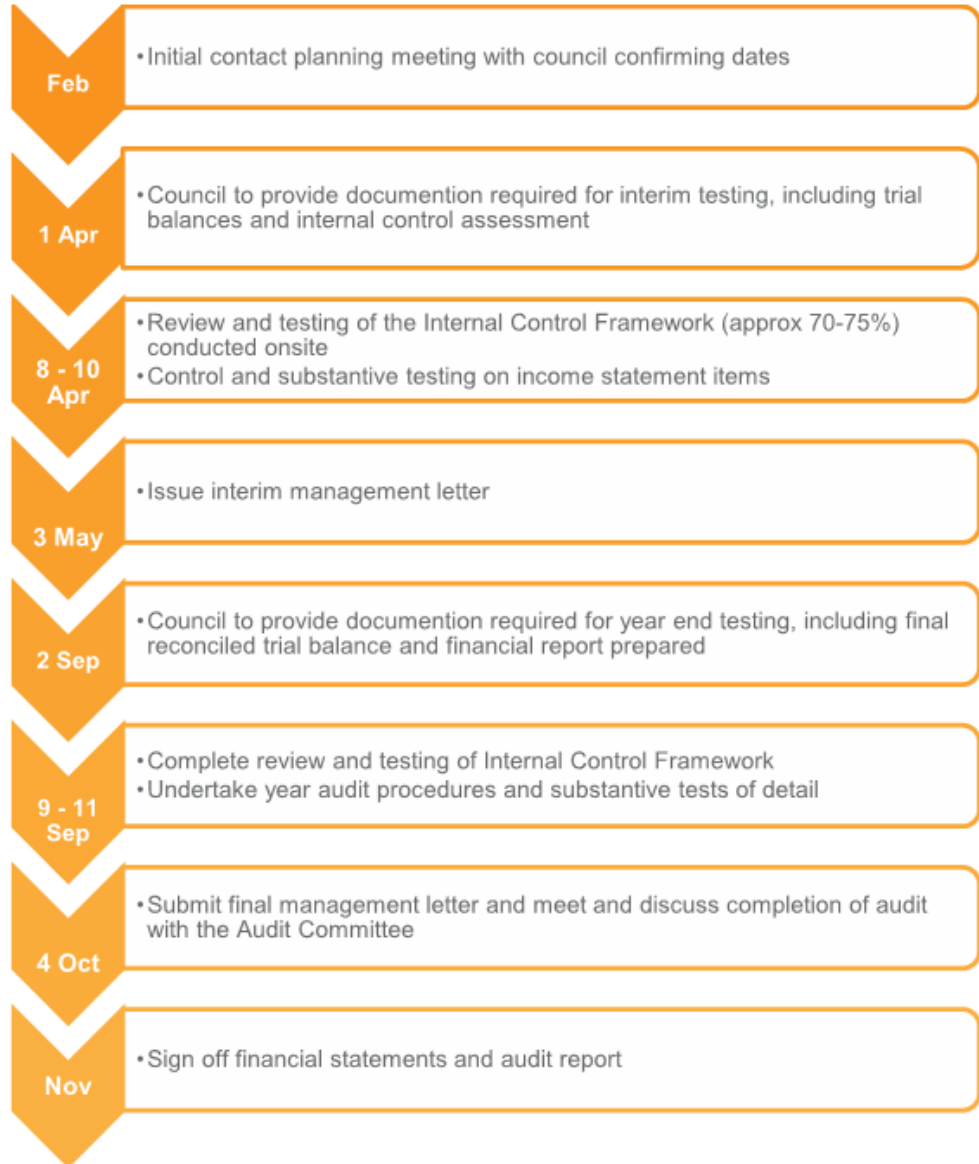 Feb
•Initial contact planning meeting with council confirming dates
1 Apr
•Council to provide documention required for interim testing, including trial
balances and internal control assessment
8 - 10
Apr
•Review and testing of the Internal Control Framework (approx 70-75%)
conducted onsite
•Control and substantive testing on income statement items
3 May
•Issue interim management letter
2 Sep
•Council to provide documention required for year end testing, including final
reconciled trial balance and financial report prepared
9 - 11
Sep
•Complete review and testing of Internal Control Framework
•Undertake year audit procedures and substantive tests of detail
4 Oct
•Submit final management letter and meet and discuss completion of audit
with the Audit Committee
Nov
•Sign off financial statements and audit report